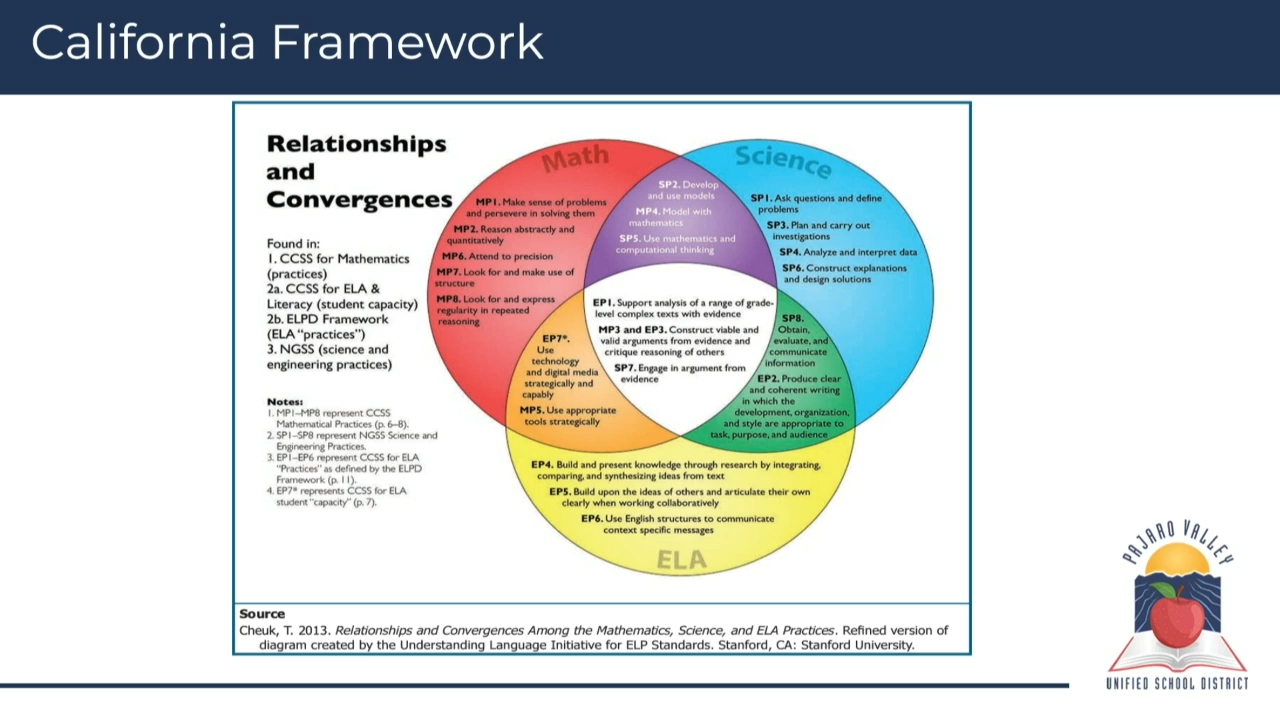 California Framework
Relationships
and
Convergences
Found in:
1. CCSS for Mathematics
(practices)
2a. CCSS for ELA &
Literacy (student capacity)
2b. ELPD Framework
(ELA “practices”)
3. NGSS (science and
engineering practices)
Notes:
1. MP1–MP8 represent CCSS
Mathematical Practices (p. 6–8).
2. SP1–SP8 represent NGSS Science and
Engineering Practices.
3. EP1–EP6 represent CCSS for ELA
“Practices” as defined by the ELPD
Framework (p. 11).
4. EP7* represents CCSS for ELA
student “capacity” (p. 7).
Math
MP1. Make sense of problems
and persevere in solving them
MP2. Reason abstractly and
quantitatively
MP6. Attend to precision
MP7. Look for and make use of
structure
MP8. Look for and express
regularity in repeated
reasoning
SP2. Develop
and use models
MP4. Model with
mathematics
SP5. Use mathematics and
computational thinking
Science
SP1. Ask questions and define
problems
SP3. Plan and carry out
investigations
SP4. Analyze and interpret data
SP6. Construct explanations
and design solutions
EP1. Support analysis of a range of grade-
level complex texts with evidence
MP3 and EP3. Construct viable and
valid arguments from evidence and
critique reasoning of others
SP7. Engage in argument from
evidence
EP7*.
Use
technology
and digital media
strategically and
capably
MP5. Use appropriate
tools strategically
SP8.
Obtain,
evaluate, and
communicate
information
EP2. Produce clear
and coherent writing
in which the
development, organization,
and style are appropriate to
task, purpose, and audience
EP4. Build and present knowledge through research by integrating,
comparing, and synthesizing ideas from text
EP5. Build upon the ideas of others and articulate their own
clearly when working collaboratively
EP6. Use English structures to communicate
context specific messages
ELA
Source
Cheuk, T. 2013. Relationships and Convergences Among the Mathematics, Science, and ELA Practices. Refined version of
diagram created by the Understanding Language Initiative for ELP Standards. Stanford, CA: Stanford University.
PAJARO VALLEY
UNIFIED SCHOOL DISTRICT